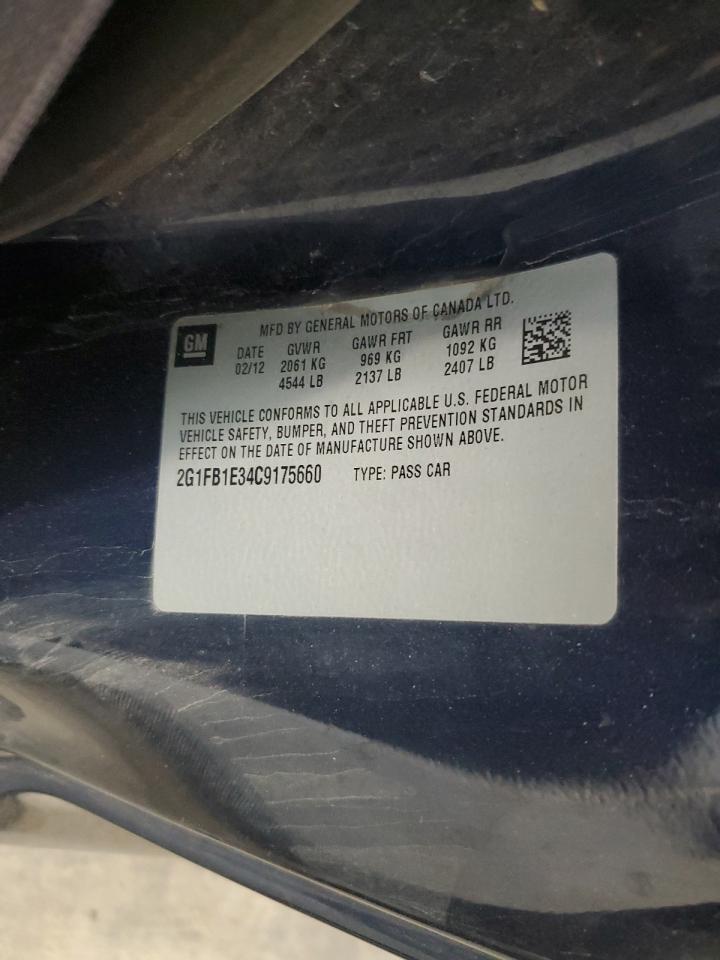 MFD BY GENERAL MOTORS OF CANADA LTD.
GM
DATE GVWR GAWR FRT GAWR RR
02/12 2061 KG 969 KG 1092 KG
4544 LB 2137 LB 2407 LB
THIS VEHICLE CONFORMS TO ALL APPLICABLE U.S. FEDERAL MOTOR
VEHICLE SAFETY, BUMPER, AND THEFT PREVENTION STANDARDS IN
EFFECT ON THE DATE OF MANUFACTURE SHOWN ABOVE.
2G1FB1E34C9175660 TYPE: PASS CAR